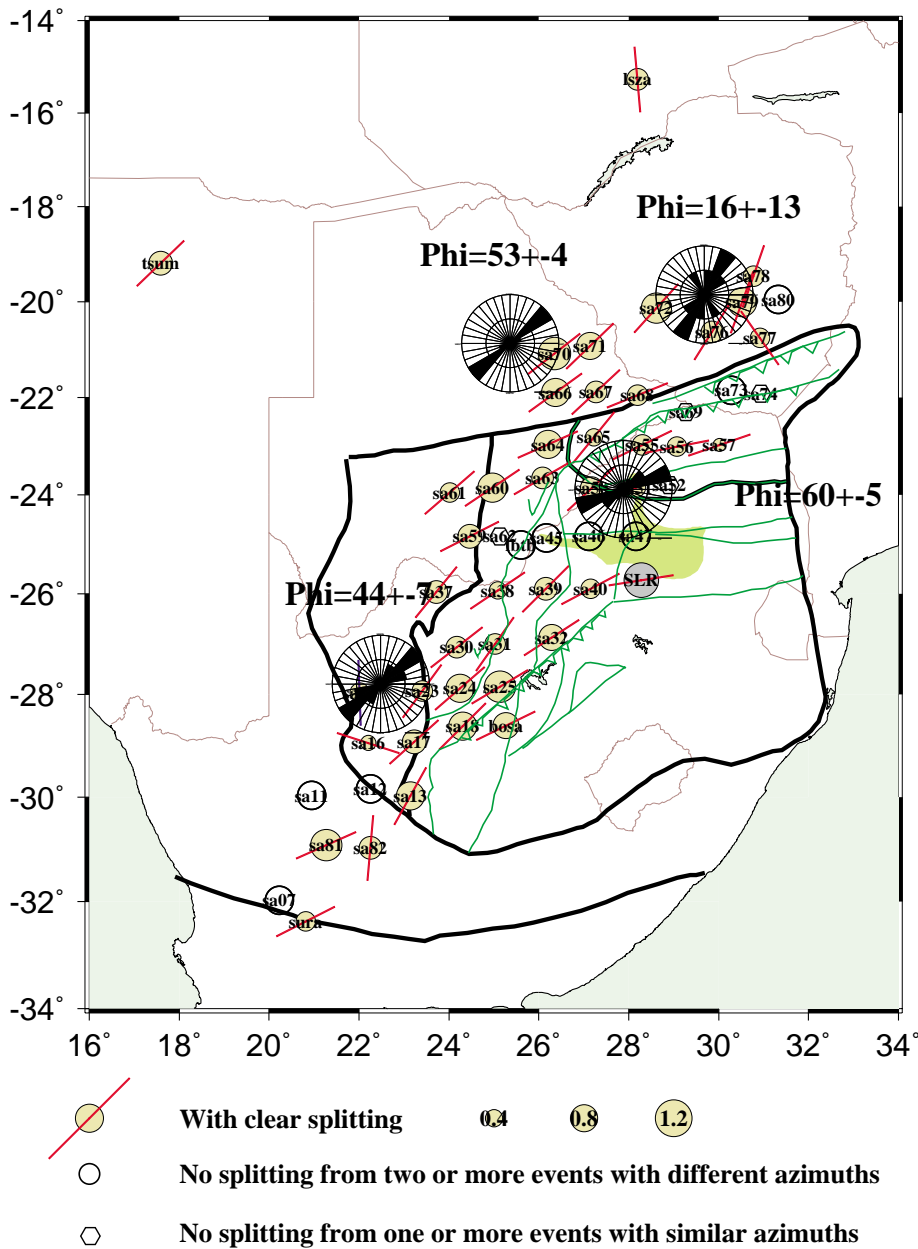 -14°
lsza
-16°
-18°
Phi=16+-13
Phi=53+-4
tsum
sa78
-20°
sa72
sa79
sa80
sa76
sa77
sa70
sa71
-22°
sa66
sa67
sa68
sa73
sa74
sa69
sa64
sa65
sa55
sa56
sa57
sa63
-24°
sa61
sa60
sa52
Phi=60+-5
sa59
sa62
lbtb
sa45
sa46
sa47
SLR
-26°
Phi=44+-7
sa37
sa38
sa39
sa40
sa30
sa31
sa32
-28°
sa23
sa24
sa25
sa16
sa17
sa18
bosa
-30°
sa11
sa12
sa13
sa81
sa82
-32°
sa07
sura
-34°
16° 18° 20° 22° 24° 26° 28° 30° 32° 34°
With clear splitting 0.4 0.8 1.2
No splitting from two or more events with different azimuths
No splitting from one or more events with similar azimuths